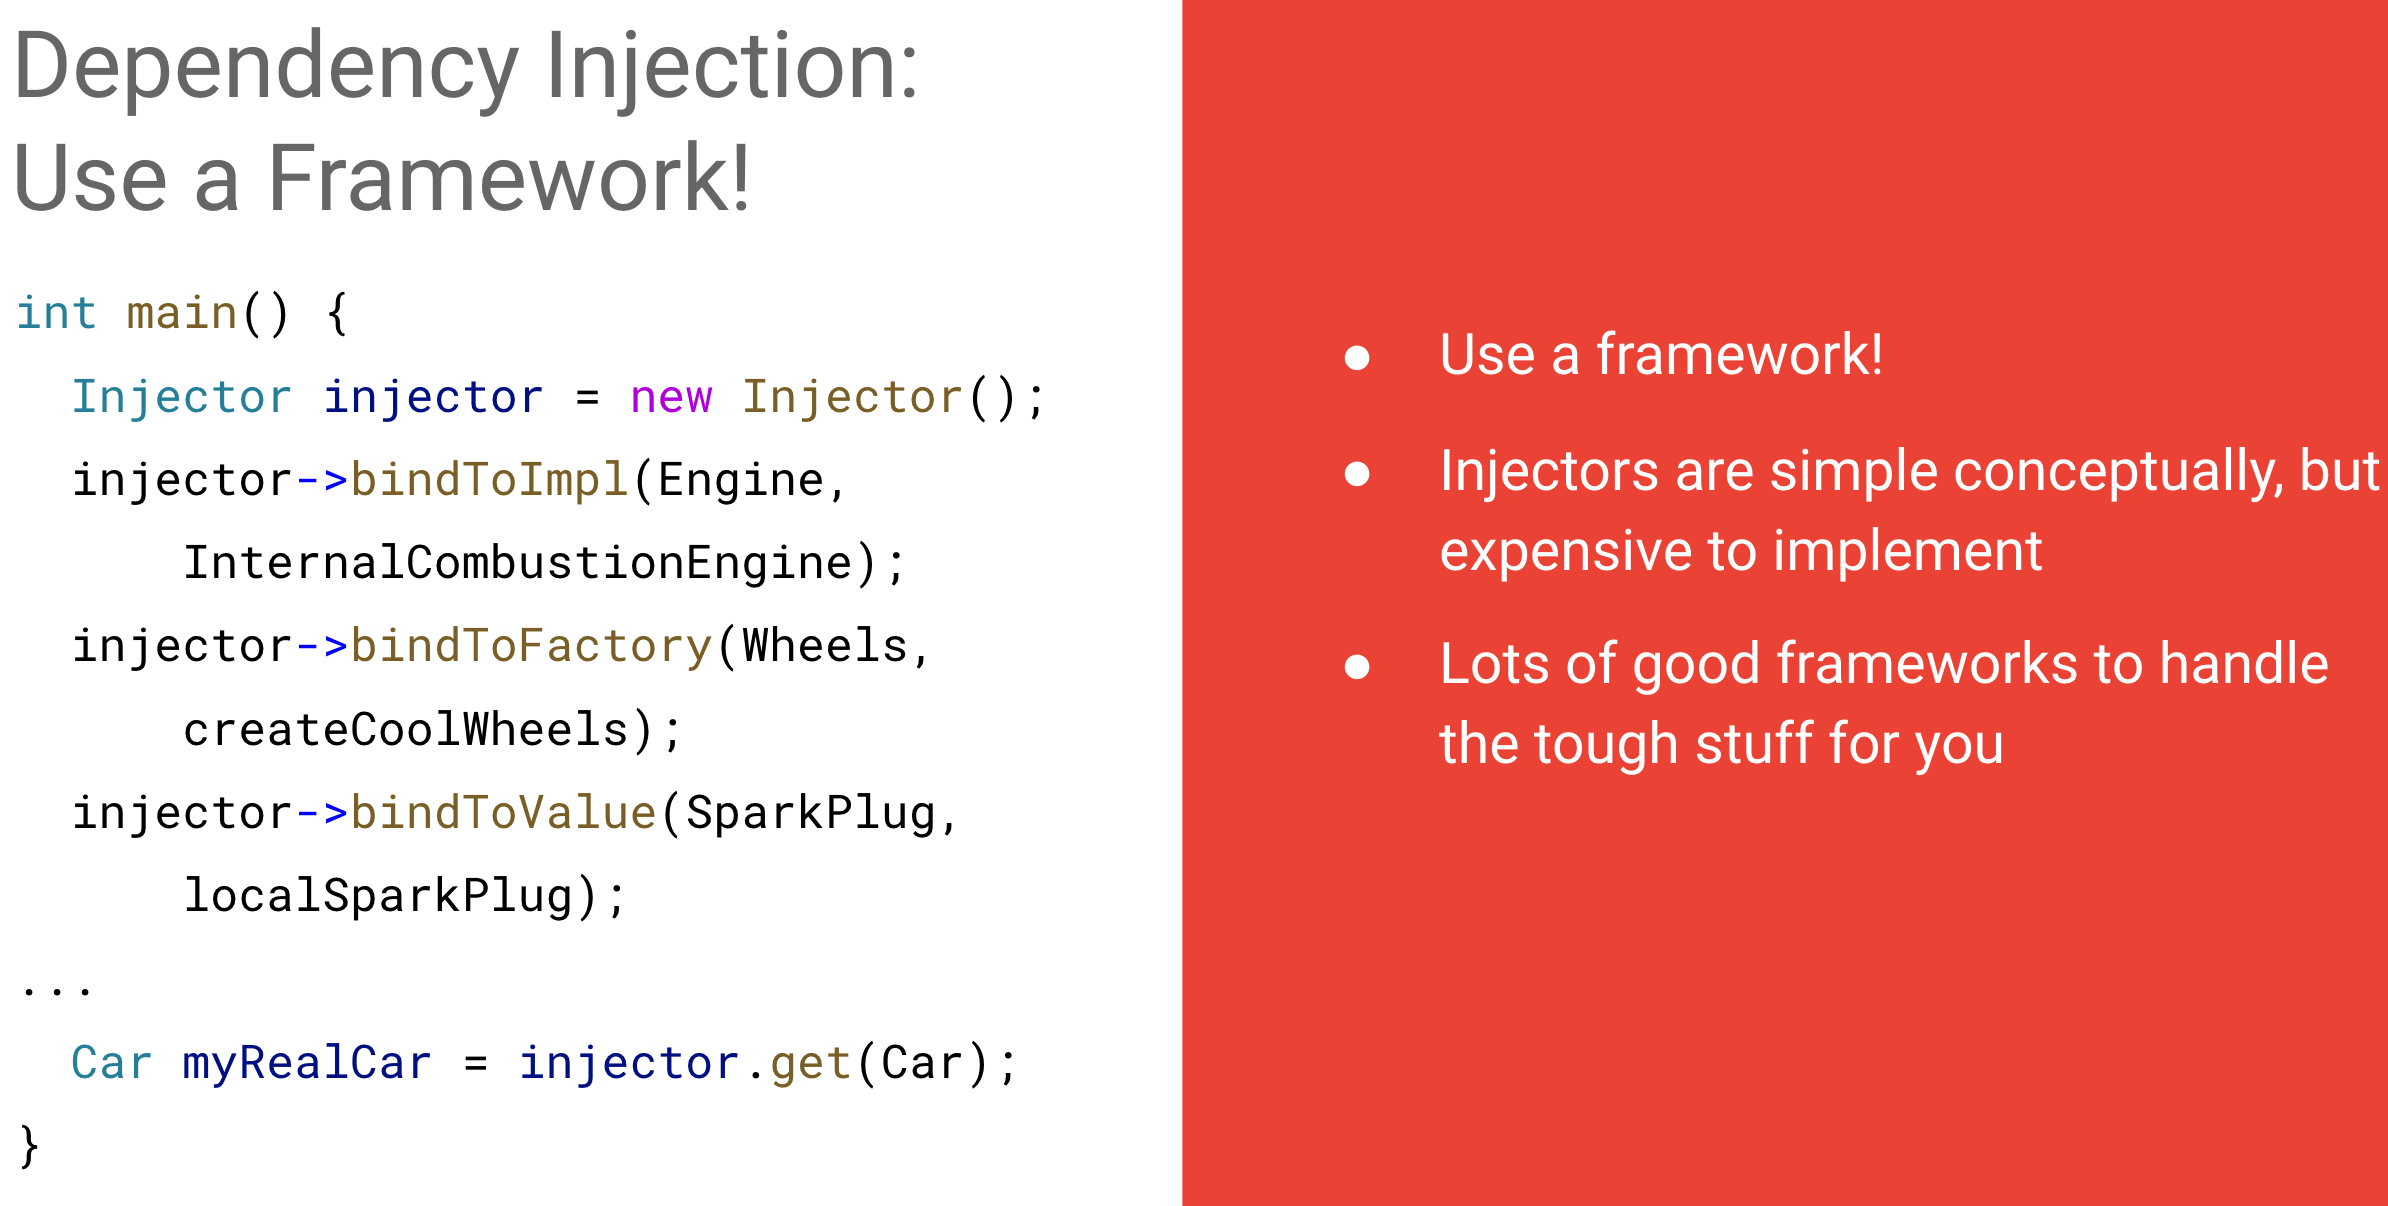 Dependency Injection:
Use a Framework!
int main() {
  Injector injector = new Injector();
  injector->bindToImpl(Engine,
      InternalCombustionEngine);
  injector->bindToFactory(Wheels,
      createCoolWheels);
  injector->bindToValue(SparkPlug,
      localSparkPlug);
...
  Car myRealCar = injector.get(Car);
}
● Use a framework!
● Injectors are simple conceptually, but
expensive to implement
● Lots of good frameworks to handle
the tough stuff for you